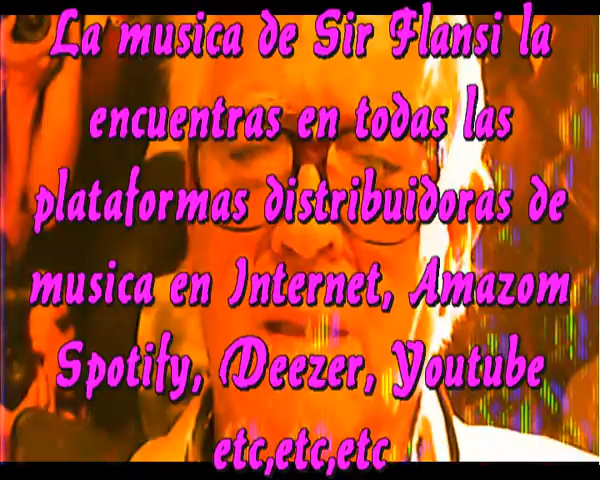 La musica de Sir Flansi la
encuentras en todas las
plataformas distribuidoras de
musica en Internet, Amazom
Spotify, Deezer, Youtube
etc,etc,etc